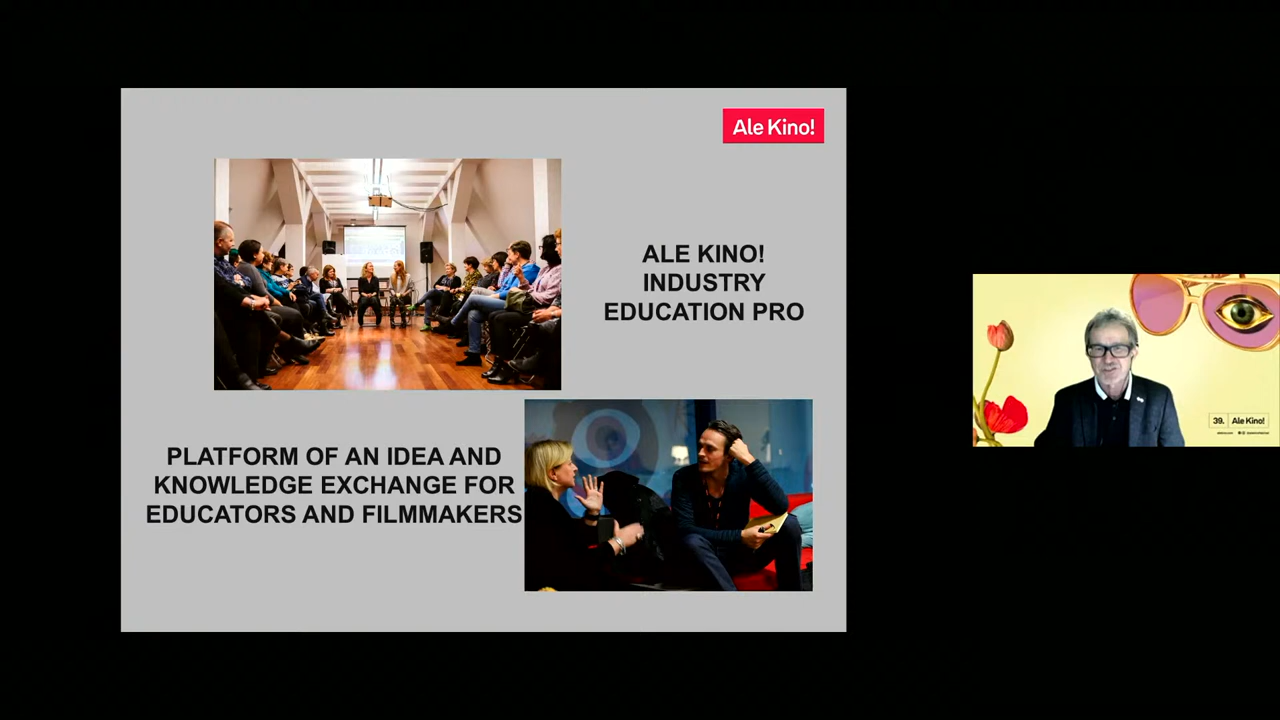 Ale Kino!
ALE KINO!
INDUSTRY
EDUCATION PRO
PLATFORM OF AN IDEA AND
KNOWLEDGE EXCHANGE FOR
EDUCATORS AND FILMMAKERS
39. Ale Kino!